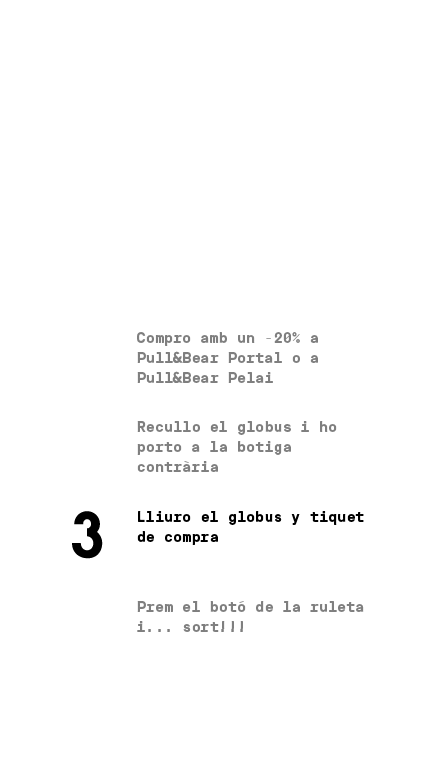 Compro amb un -20% a
Pull&Bear Portal o a
Pull&Bear Pelai
Recullo el globus i ho
porto a la botiga
contrària
3
Lliuro el globus y tiquet
de compra
Prem el botó de la ruleta
i... sort!!!